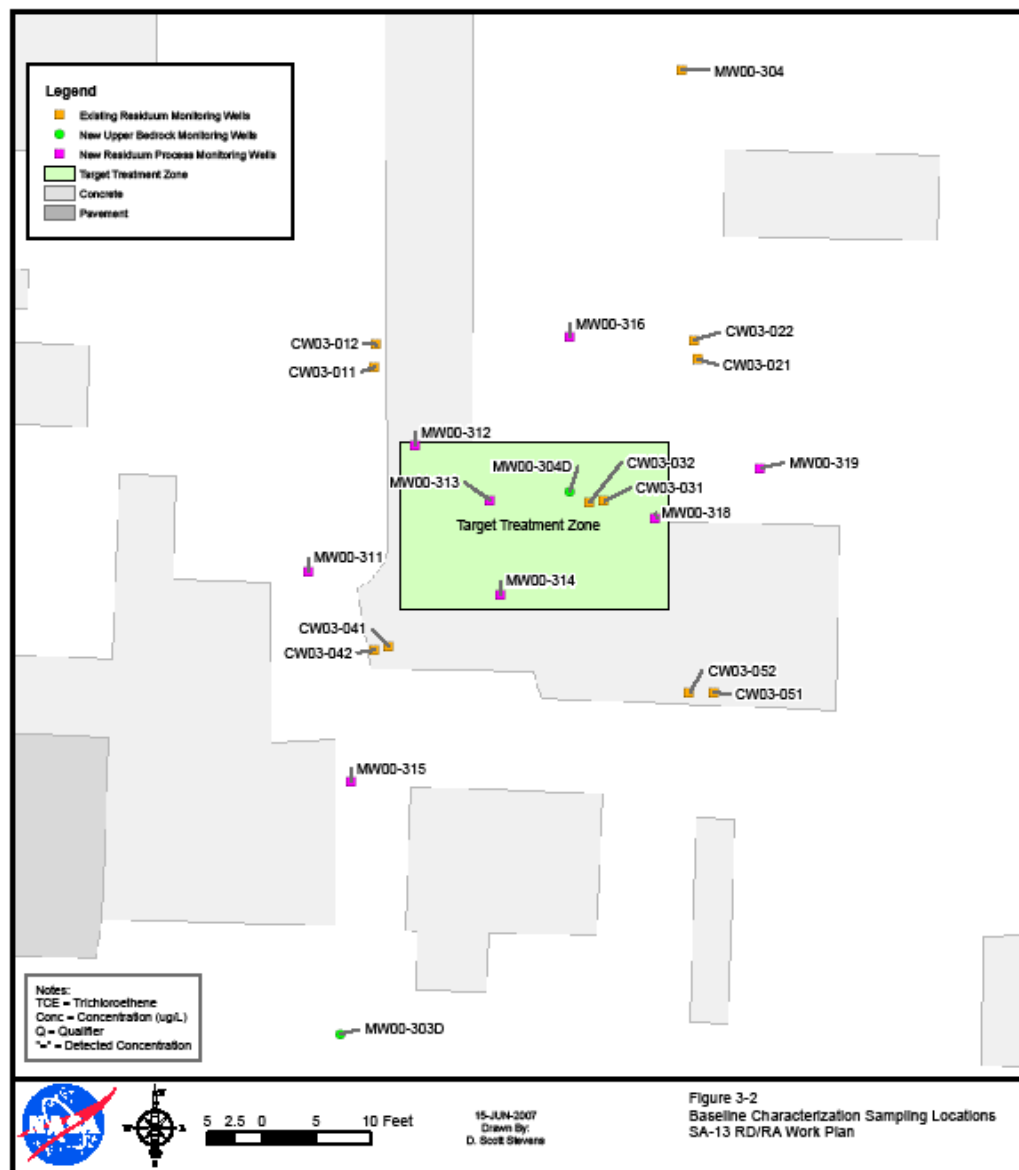 Legend
Existing Residuum Monitoring Wells
New Upper Bedrock Monitoring Wells
New Residuum Process Monitoring Wells
Target Treatment Zone
Concrete
Pavement
MW00-304
MW00-316
CW03-022
CW03-021
CW03-012
CW03-011
MW00-312
MW00-304D
CW03-032
MW00-319
MW00-313
CW03-031
MW00-318
Target Treatment Zone
MW00-311
MW00-314
CW03-041
CW03-042
CW03-052
CW03-051
MW00-315
Notes:
TCE = Trichloroethene
Conc = Concentration (ug/L)
Q = Qualifier
"=" = Detected Concentration
MW00-303D
NASA
5 2.5 0 5 10 Feet
15-JUN-2007
Drawn By:
D. Scott Stevens
Figure 3-2
Baseline Characterization Sampling Locations
SA-13 RD/RA Work Plan